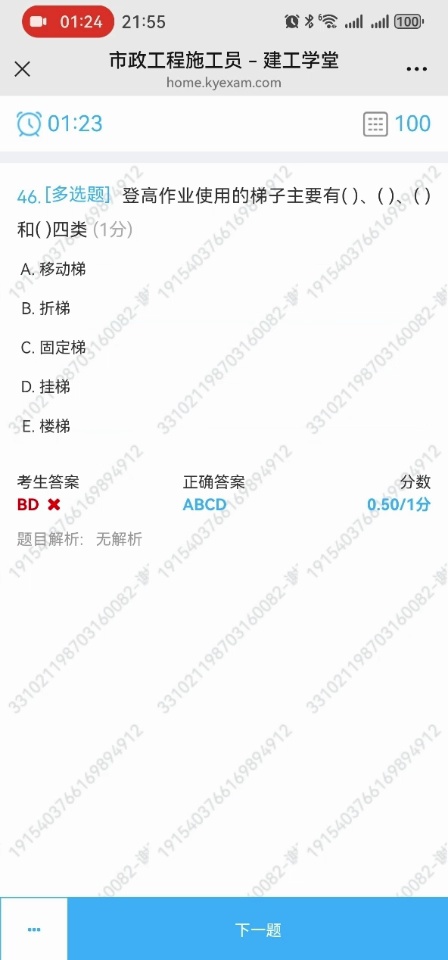 01:24 21:55 100
市政工程施工员 – 建工学堂
home.kyexam.com
01:23 100
46. [多选题] 登高作业使用的梯子主要有( )、( )、( )
和( )四类 (1分)
A. 移动梯
B. 折梯
C. 固定梯
D. 挂梯
E. 楼梯
考生答案 正确答案 分数
BD ABCD 0.50/1分
题目解析: 无解析
1915403766169894912
331021198703160082-谢
下一题